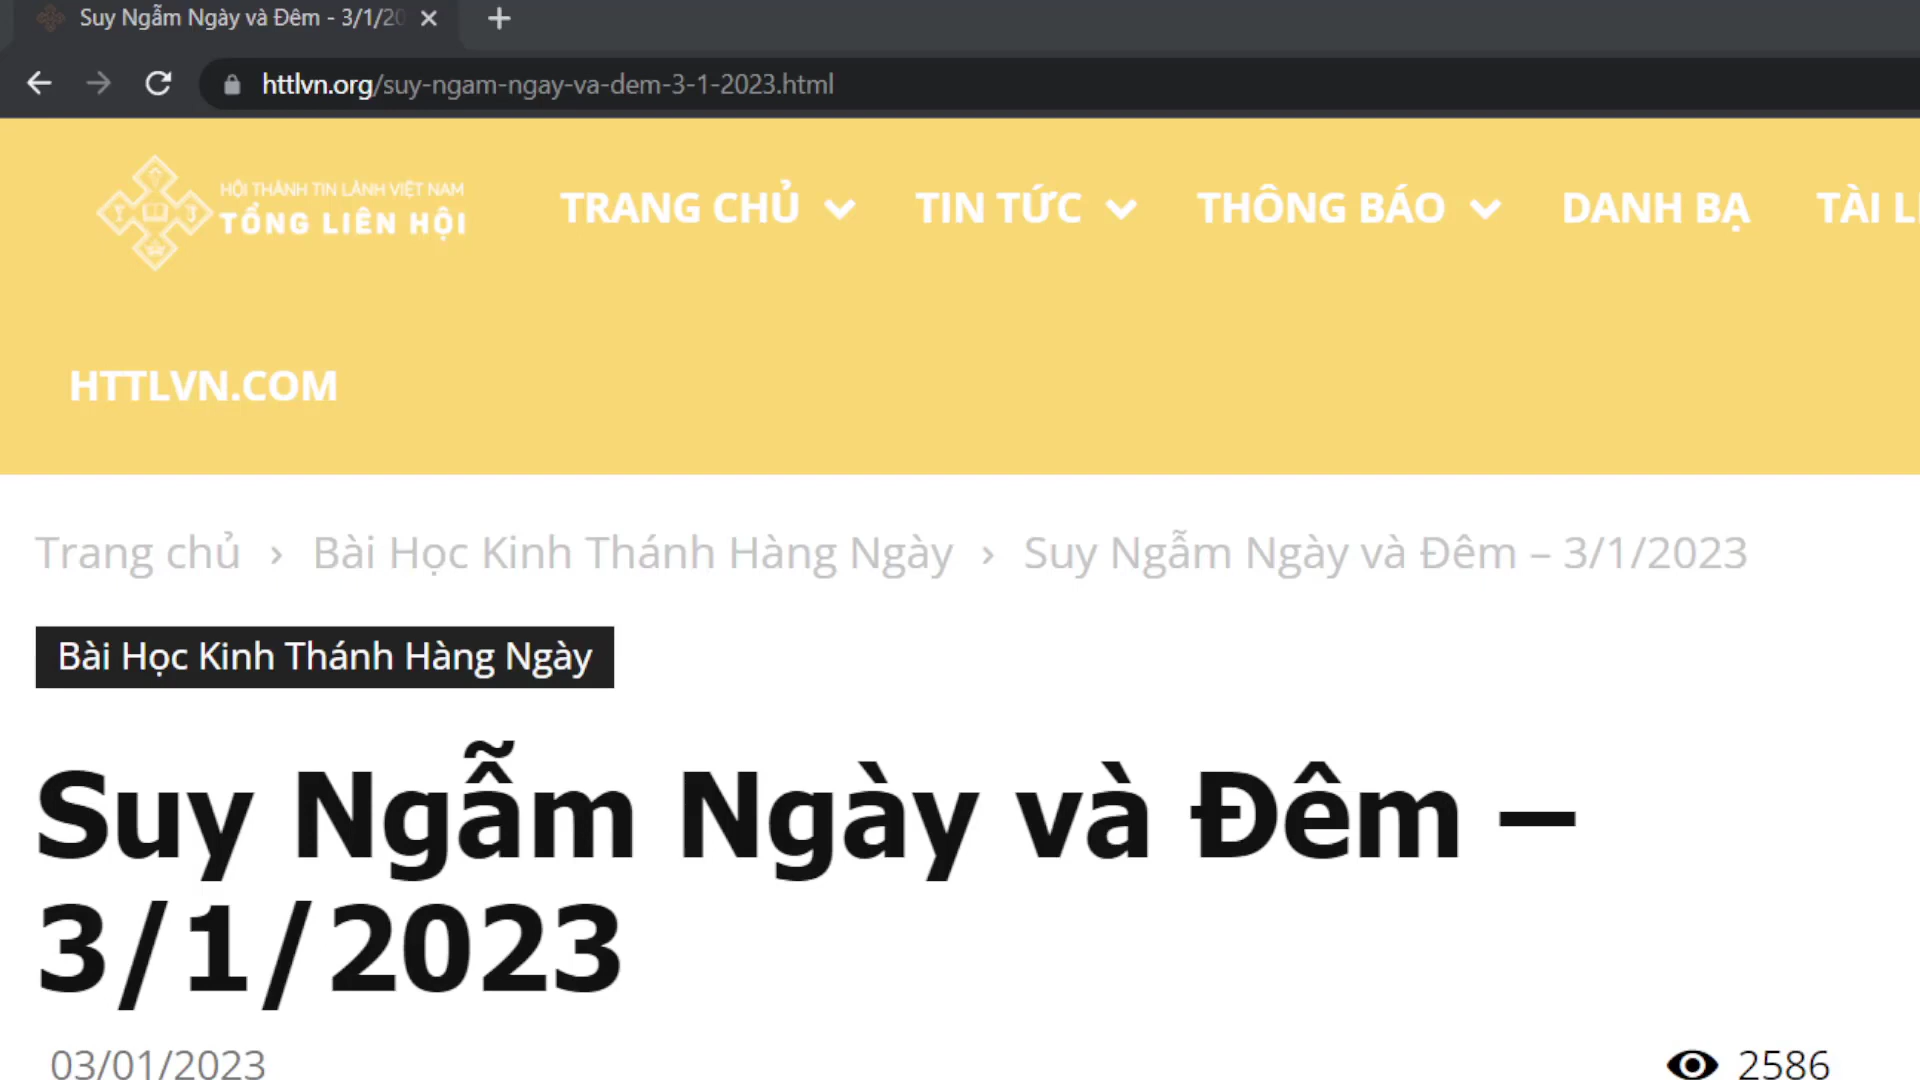 Suy Ngẫm Ngày và Đêm - 3/1/20
httlvn.org/suy-ngam-ngay-va-dem-3-1-2023.html
HỘI THÁNH TIN LÀNH VIỆT NAM
TỔNG LIÊN HỘI
TRANG CHỦ TIN TỨC THÔNG BÁO DANH BẠ TÀI L
HTTLVN.COM
Trang chủ › Bài Học Kinh Thánh Hàng Ngày › Suy Ngẫm Ngày và Đêm – 3/1/2023
Bài Học Kinh Thánh Hàng Ngày
Suy Ngẫm Ngày và Đêm –
3/1/2023
03/01/2023 2586